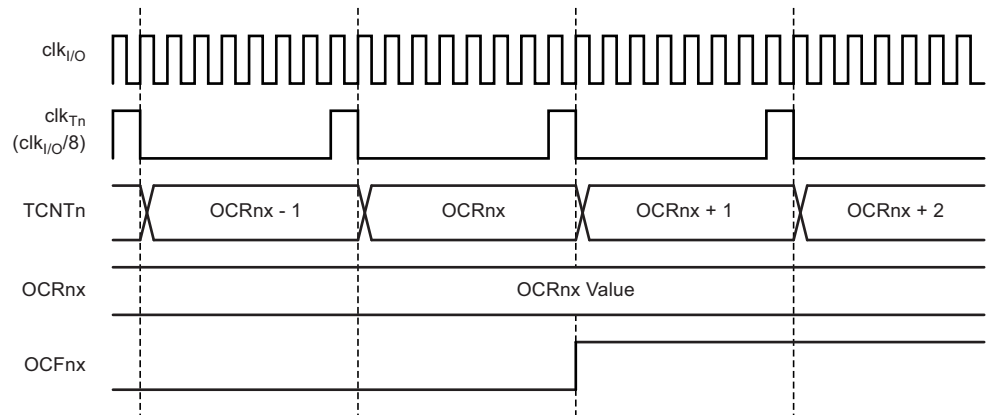 clkI/O
clkTn
(clkI/O/8)
TCNTn
OCRnx - 1
OCRnx
OCRnx + 1
OCRnx + 2
OCRnx
OCRnx Value
OCFnx